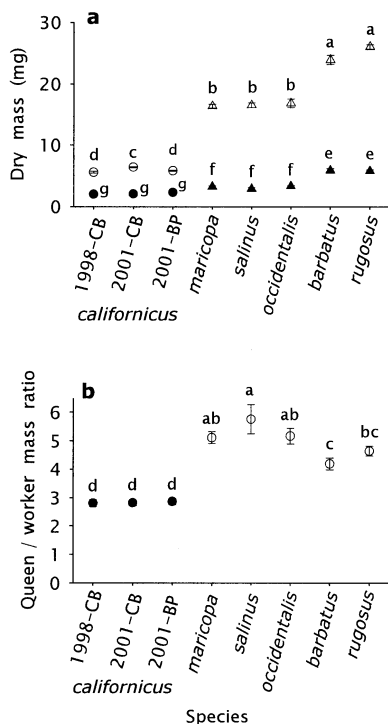 a
Dry mass (mg)
30
20
10
0
a
a
b
b
b
d
c
d
e
e
f
f
f
g
g
g
1998-CB
2001-CB
2001-BP
maricopa
salinus
occidentalis
barbatus
rugosus
californicus
b
Queen / worker mass ratio
6
5
4
3
2
1
0
ab
a
ab
c
bc
d
d
d
1998-CB
2001-CB
2001-BP
maricopa
salinus
occidentalis
barbatus
rugosus
californicus
Species